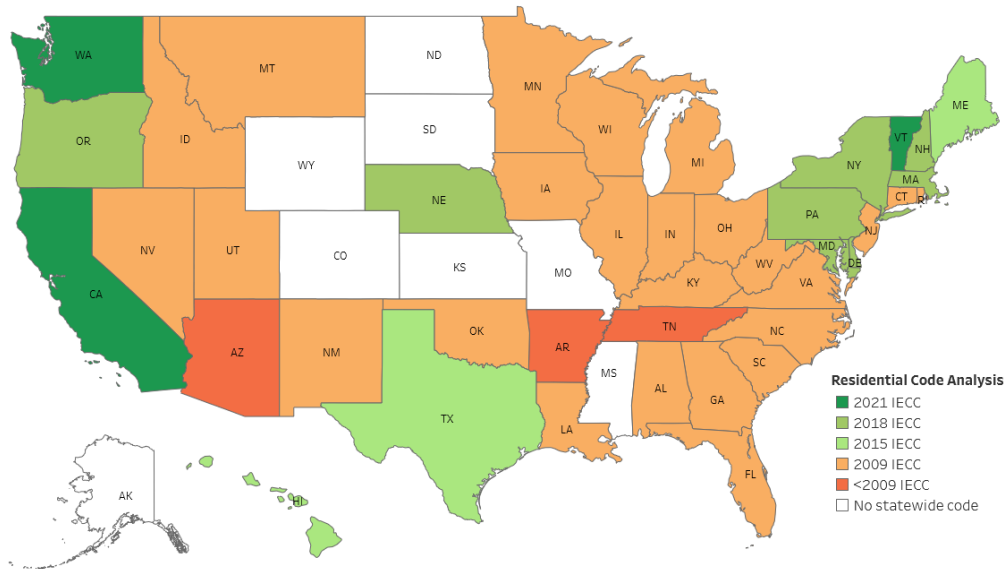 WA
ND
MT
MN
ME
OR
ID
SD
WI
VT
NH
WY
MI
NY
MA
NE
IA
CT
RI
PA
NV
UT
CO
KS
MO
IL
IN
OH
NJ
MD
DE
WV
KY
VA
CA
AZ
NM
OK
AR
TN
NC
SC
MS
AL
GA
TX
LA
FL
AK
HI
Residential Code Analysis
2021 IECC
2018 IECC
2015 IECC
2009 IECC
<2009 IECC
No statewide code